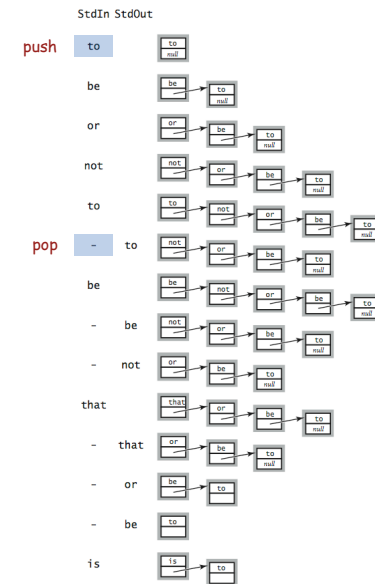 StdIn StdOut
push to to null
be be to null
or or be to null
not not or be to null
to to not or be to null
pop - to not or be to null
be be not or be to null
- be not or be to null
- not or be to null
that that or be to null
- that or be to null
- or be to
- be to
is is to